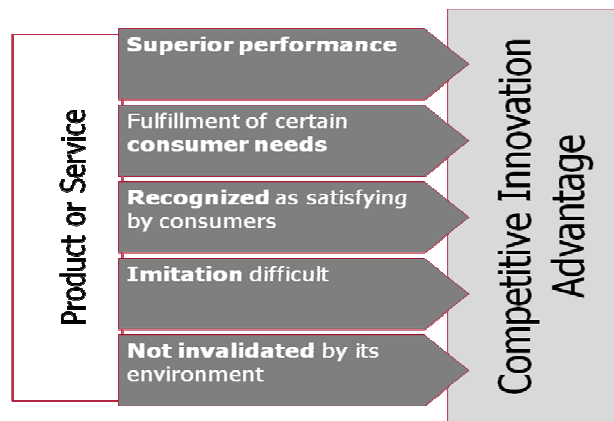 Product or Service
Superior performance
Fulfillment of certain
consumer needs
Recognized as satisfying
by consumers
Imitation difficult
Not invalidated by its
environment
Competitive Innovation
Advantage